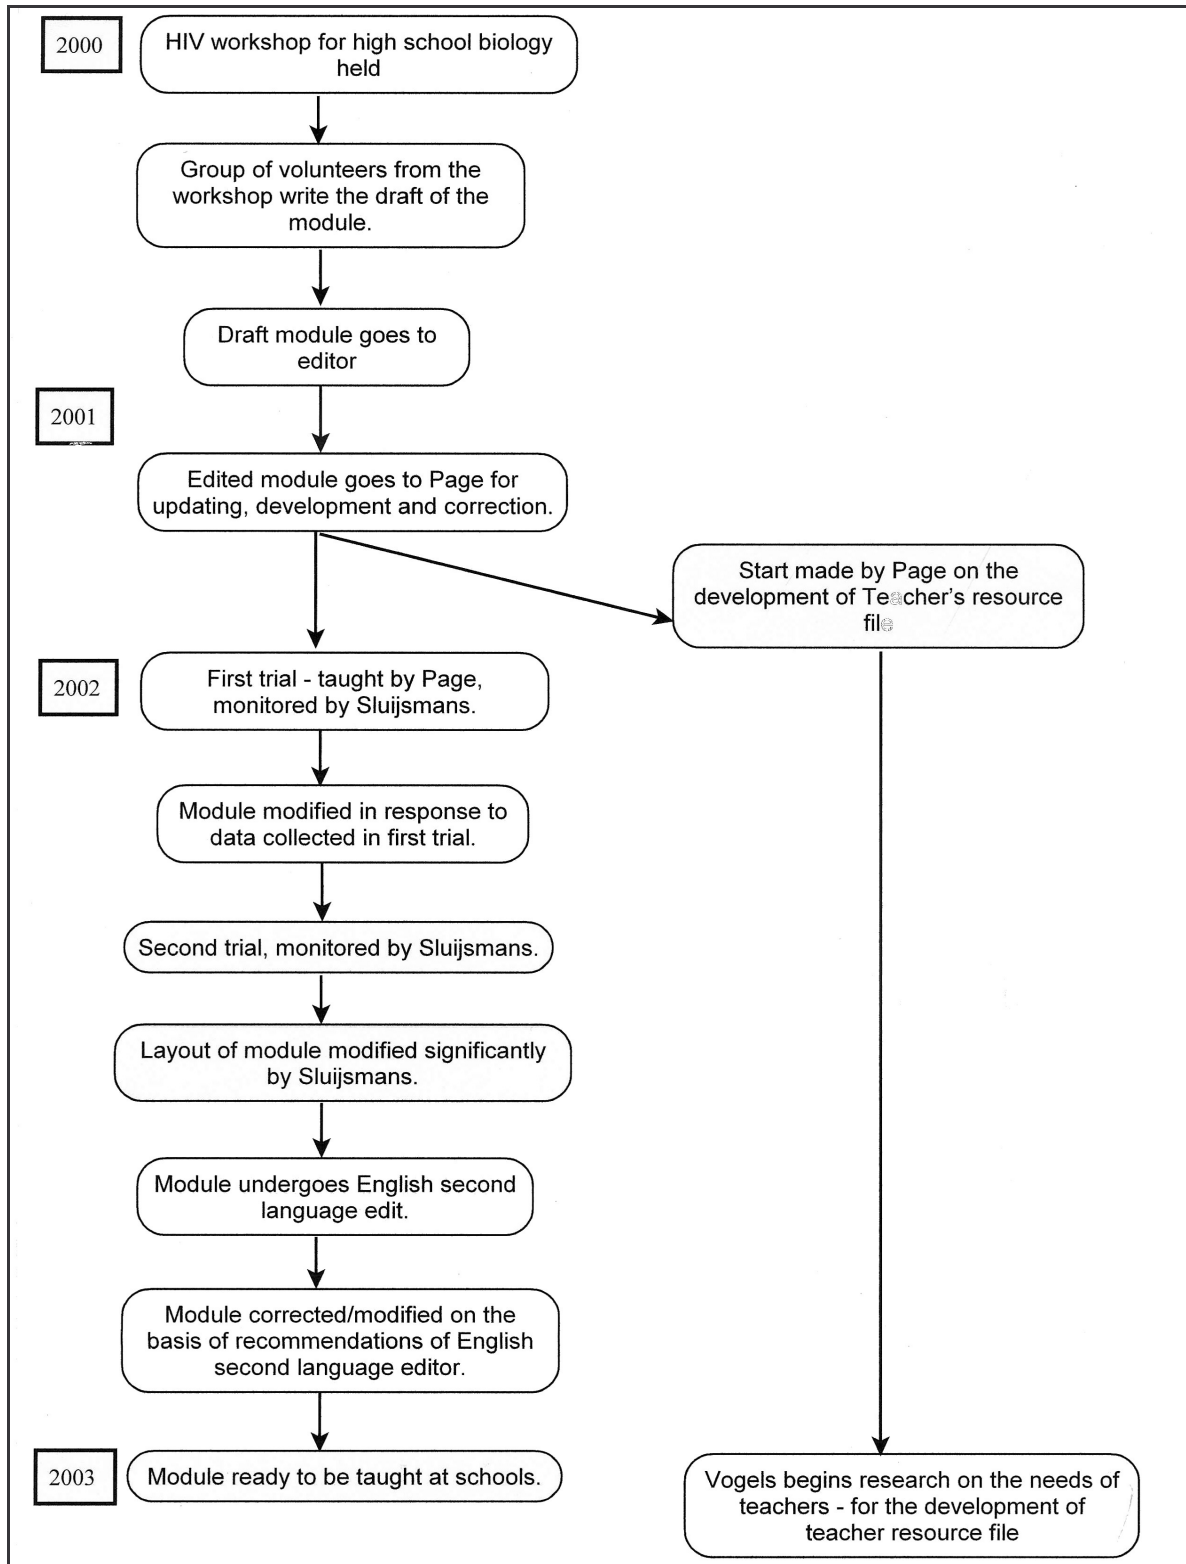 2000
HIV workshop for high school biology
held
Group of volunteers from the
workshop write the draft of the
module.
Draft module goes to
editor
2001
Edited module goes to Page for
updating, development and correction.
Start made by Page on the
development of Teacher's resource
file
2002
First trial - taught by Page,
monitored by Sluijsmans.
Module modified in response to
data collected in first trial.
Second trial, monitored by Sluijsmans.
Layout of module modified significantly
by Sluijsmans.
Module undergoes English second
language edit.
Module corrected/modified on the
basis of recommendations of English
second language editor.
2003
Module ready to be taught at schools.
Vogels begins research on the needs of
teachers - for the development of
teacher resource file